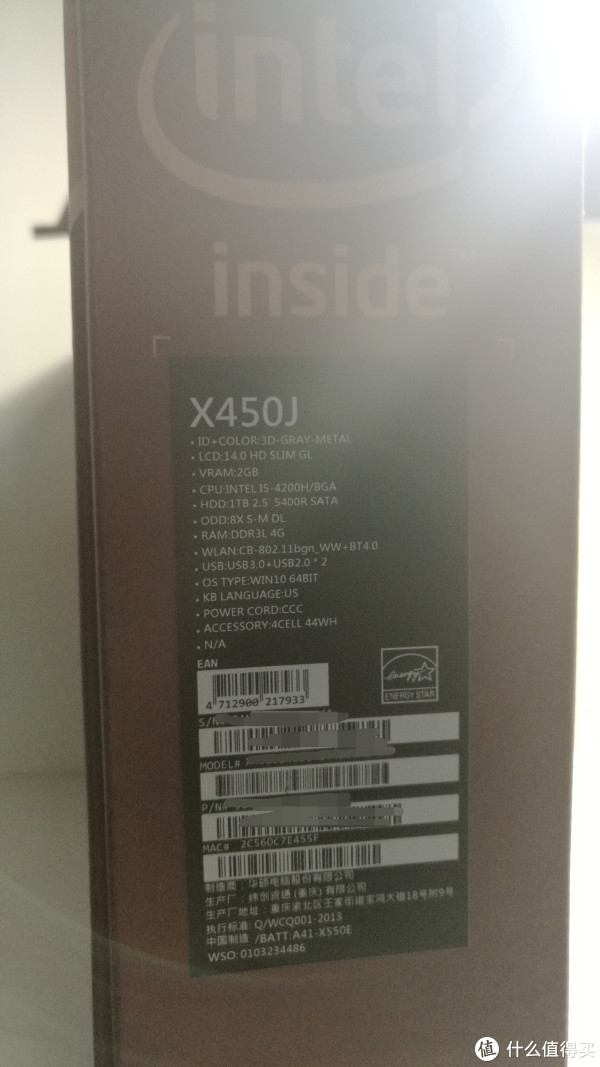 intel
inside™
X450J
• ID+COLOR:3D-GRAY-METAL
• LCD:14.0 HD SLIM GL
• VRAM:2GB
• CPU:INTEL I5-4200H/BGA
• HDD:1TB 2.5' 5400R SATA
• ODD:8X S-M DL
• RAM:DDR3L 4G
• WLAN:CB-802.11bgn_WW+BT4.0
• USB:USB3.0+USB2.0 * 2
• OS TYPE:WIN10 64BIT
• KB LANGUAGE:US
• POWER CORD:CCC
• ACCESSORY:4CELL 44WH
• N/A
EAN
4 712900 217933
energy
ENERGY STAR
S/N#
MODEL#
P/N#
MAC# 2C56DC7E455F
制造商：华硕电脑股份有限公司
生产厂：纬创资通(重庆)有限公司
生产厂地址：重庆渝北区王家街道宝鸿大道18号附9号
执行标准: Q/WCQ001-2013
中国制造 /BATT:A41-X550E
WSO: 0103234486
值 什么值得买